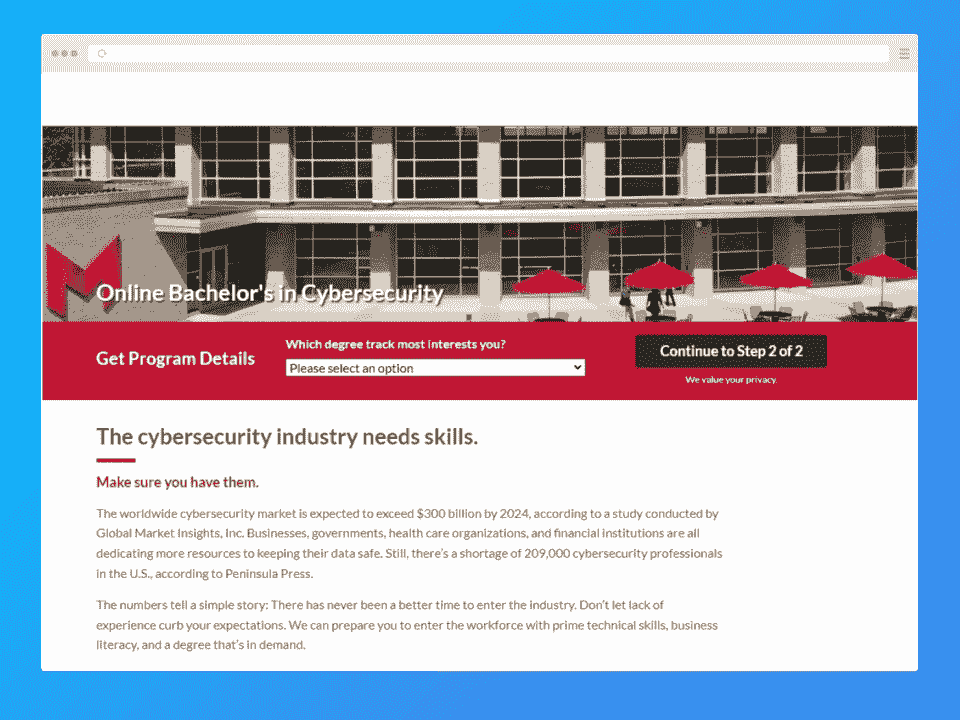 Online Bachelor's in Cybersecurity
Get Program Details
Which degree track most interests you?
Please select an option
Continue to Step 2 of 2
We value your privacy.
The cybersecurity industry needs skills.
Make sure you have them.
The worldwide cybersecurity market is expected to exceed $300 billion by 2024, according to a study conducted by
Global Market Insights, Inc. Businesses, governments, health care organizations, and financial institutions are all
dedicating more resources to keeping their data safe. Still, there's a shortage of 209,000 cybersecurity professionals
in the U.S., according to Peninsula Press.
The numbers tell a simple story: There has never been a better time to enter the industry. Don't let lack of
experience curb your expectations. We can prepare you to enter the workforce with prime technical skills, business
literacy, and a degree that's in demand.